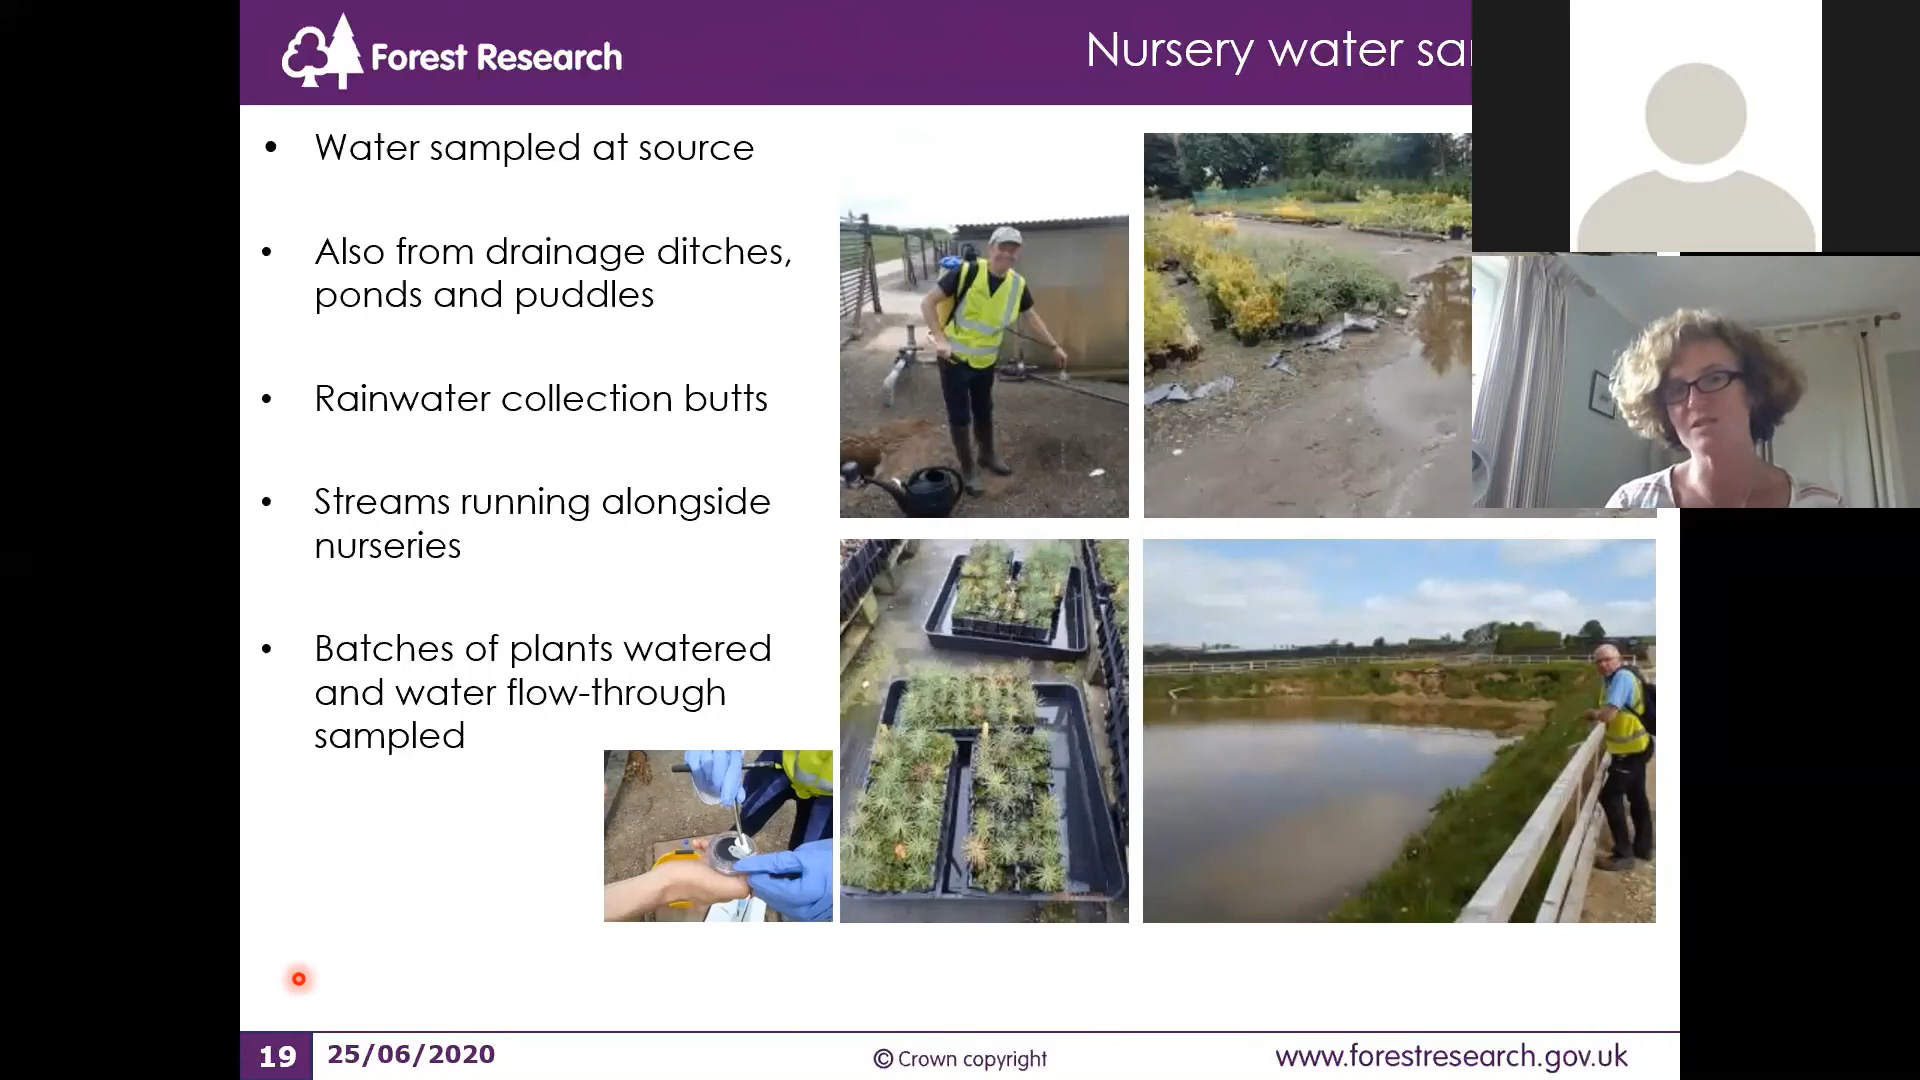 Forest Research
Nursery water
• Water sampled at source
• Also from drainage ditches,
ponds and puddles
• Rainwater collection butts
• Streams running alongside
nurseries
• Batches of plants watered
and water flow-through
sampled
19
25/06/2020
© Crown copyright
www.forestresearch.gov.uk